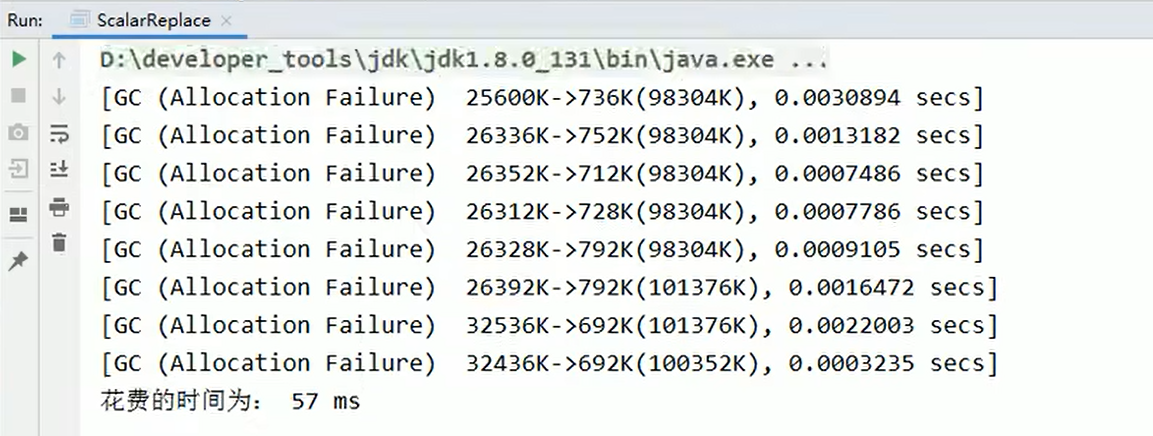 Run: ScalarReplace ×
D:\developer_tools\jdk\jdk1.8.0_131\bin\java.exe ...
[GC (Allocation Failure)  25600K->736K(98304K), 0.0030894 secs]
[GC (Allocation Failure)  26336K->752K(98304K), 0.0013182 secs]
[GC (Allocation Failure)  26352K->712K(98304K), 0.0007486 secs]
[GC (Allocation Failure)  26312K->728K(98304K), 0.0007786 secs]
[GC (Allocation Failure)  26328K->792K(98304K), 0.0009105 secs]
[GC (Allocation Failure)  26392K->792K(101376K), 0.0016472 secs]
[GC (Allocation Failure)  32536K->692K(101376K), 0.0022003 secs]
[GC (Allocation Failure)  32436K->692K(100352K), 0.0003235 secs]
花费的时间为： 57 ms